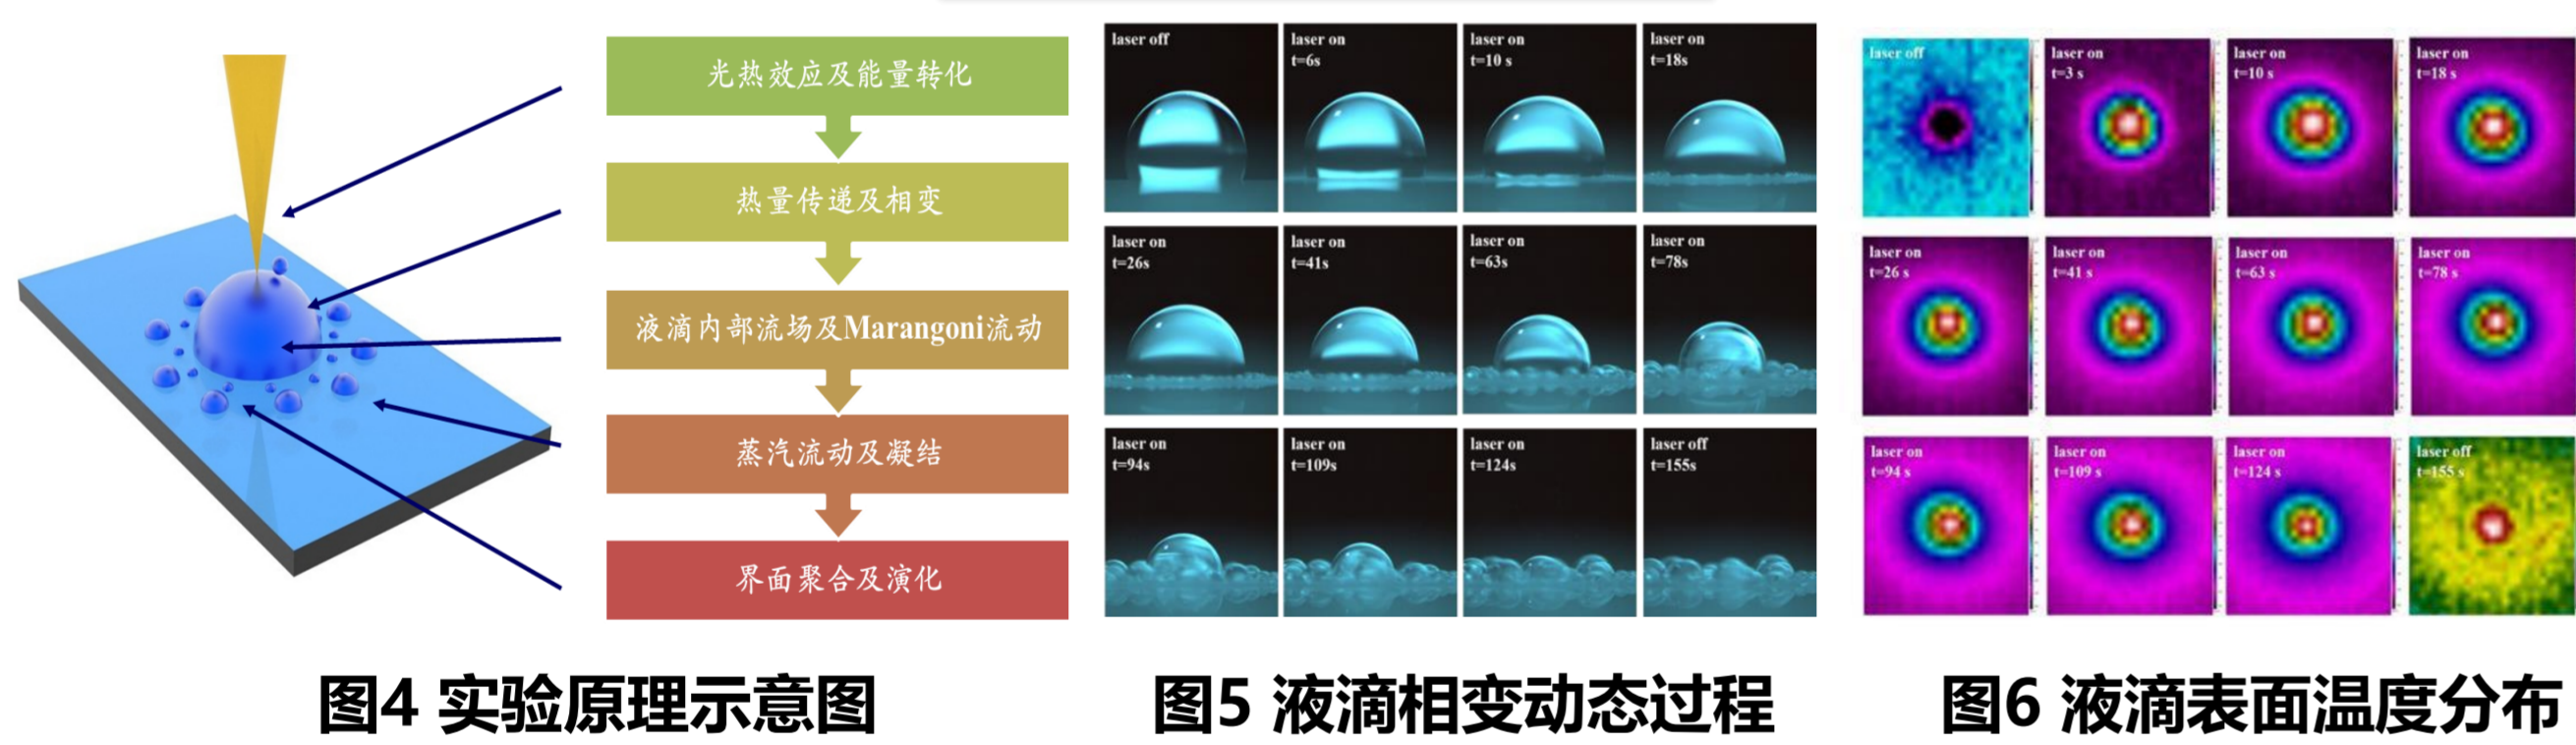 光热效应及能量转化
热量传递及相变
液滴内部流场及Marangoni流动
蒸汽流动及凝结
界面聚合及演化
图4 实验原理示意图
laser off
laser on
t=6s
laser on
t=10 s
laser on
t=18s
laser on
t=26s
laser on
t=41s
laser on
t=63s
laser on
t=78s
laser on
t=94s
laser on
t=109s
laser on
t=124s
laser off
t=155s
图5 液滴相变动态过程
laser off
laser on
t=3 s
laser on
t=10 s
laser on
t=18 s
laser on
t=26 s
laser on
t=41 s
laser on
t=63 s
laser on
t=78 s
laser on
t=94 s
laser on
t=109 s
laser on
t=124 s
laser off
t=155 s
图6 液滴表面温度分布